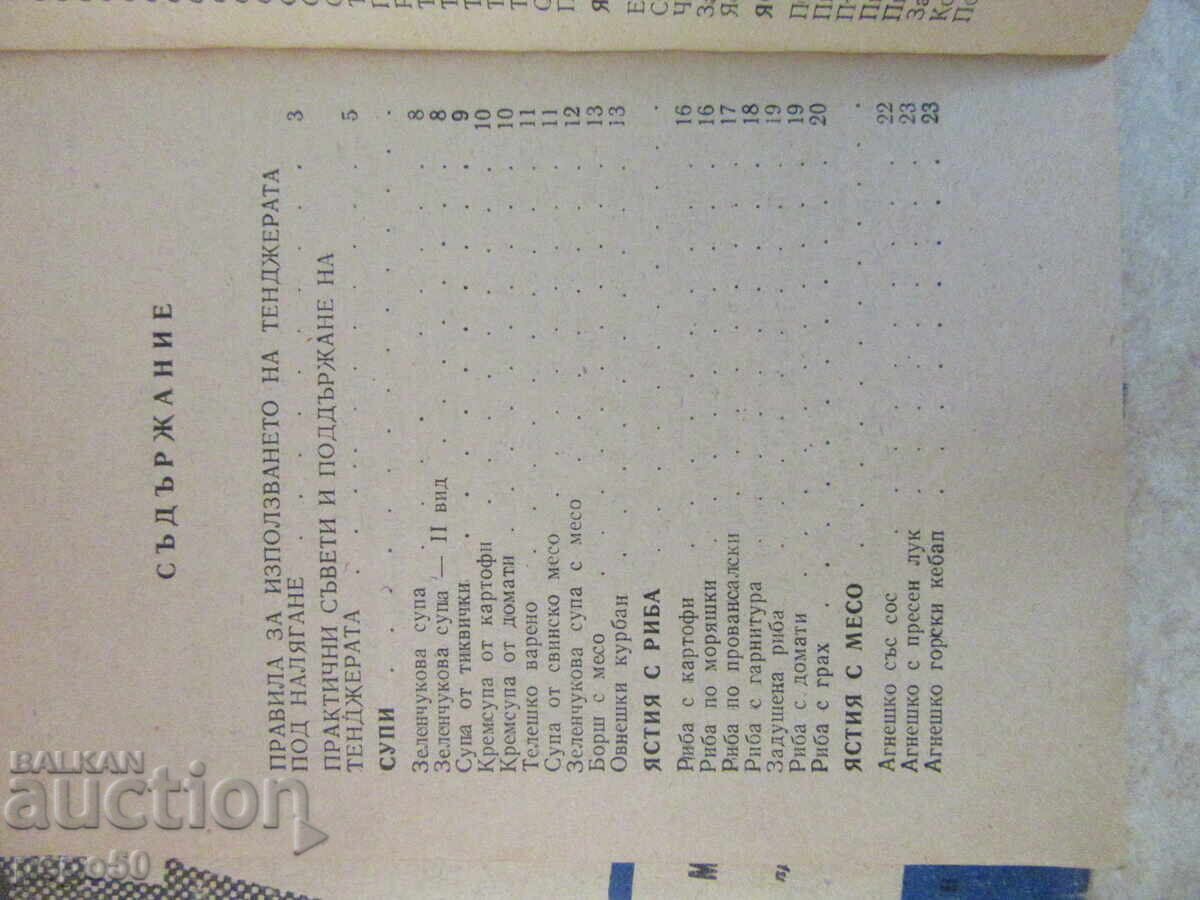 СЪДЪРЖАНИЕ
ПРАВИЛА ЗА ИЗПОЛЗВАНЕТО НА ТЕНДЖЕРАТА
ПОД НАЛЯГАНЕ . . . . . . . . . 3
ПРАКТИЧНИ СЪВЕТИ И ПОДДЪРЖАНЕ НА
ТЕНДЖЕРАТА . . . . . . . . . 5
СУПИ . . . . . . . . . .
Зеленчукова супа . . . . . . . . 8
Зеленчукова супа — II вид . . . . . . 8
Супа от тиквички . . . . . . . . 9
Кремсупа от картофи . . . . . . . 10
Кремсупа от домати . . . . . . . 10
Телешко варено . . . . . . . . 11
Супа от свинско месо . . . . . . . 11
Зеленчукова супа с месо . . . . . . 12
Борш с месо . . . . . . . . . 13
Овнешки курбан . . . . . . . . 13
ЯСТИЯ С РИБА . . . . . . . .
Риба с картофи . . . . . . . . 16
Риба по моряшки . . . . . . . . 16
Риба по провансалски . . . . . . . 17
Риба с гарнитура . . . . . . . . 18
Задушена риба . . . . . . . . 19
Риба с домати . . . . . . . . 19
Риба с грах . . . . . . . . . 20
ЯСТИЯ С МЕСО . . . . . . . .
Агнешко със сос . . . . . . . . 22
Агнешко с пресен лук . . . . . . . 23
Агнешко горски кебап . . . . . . . 23
М
BALKAN
auction
petro50